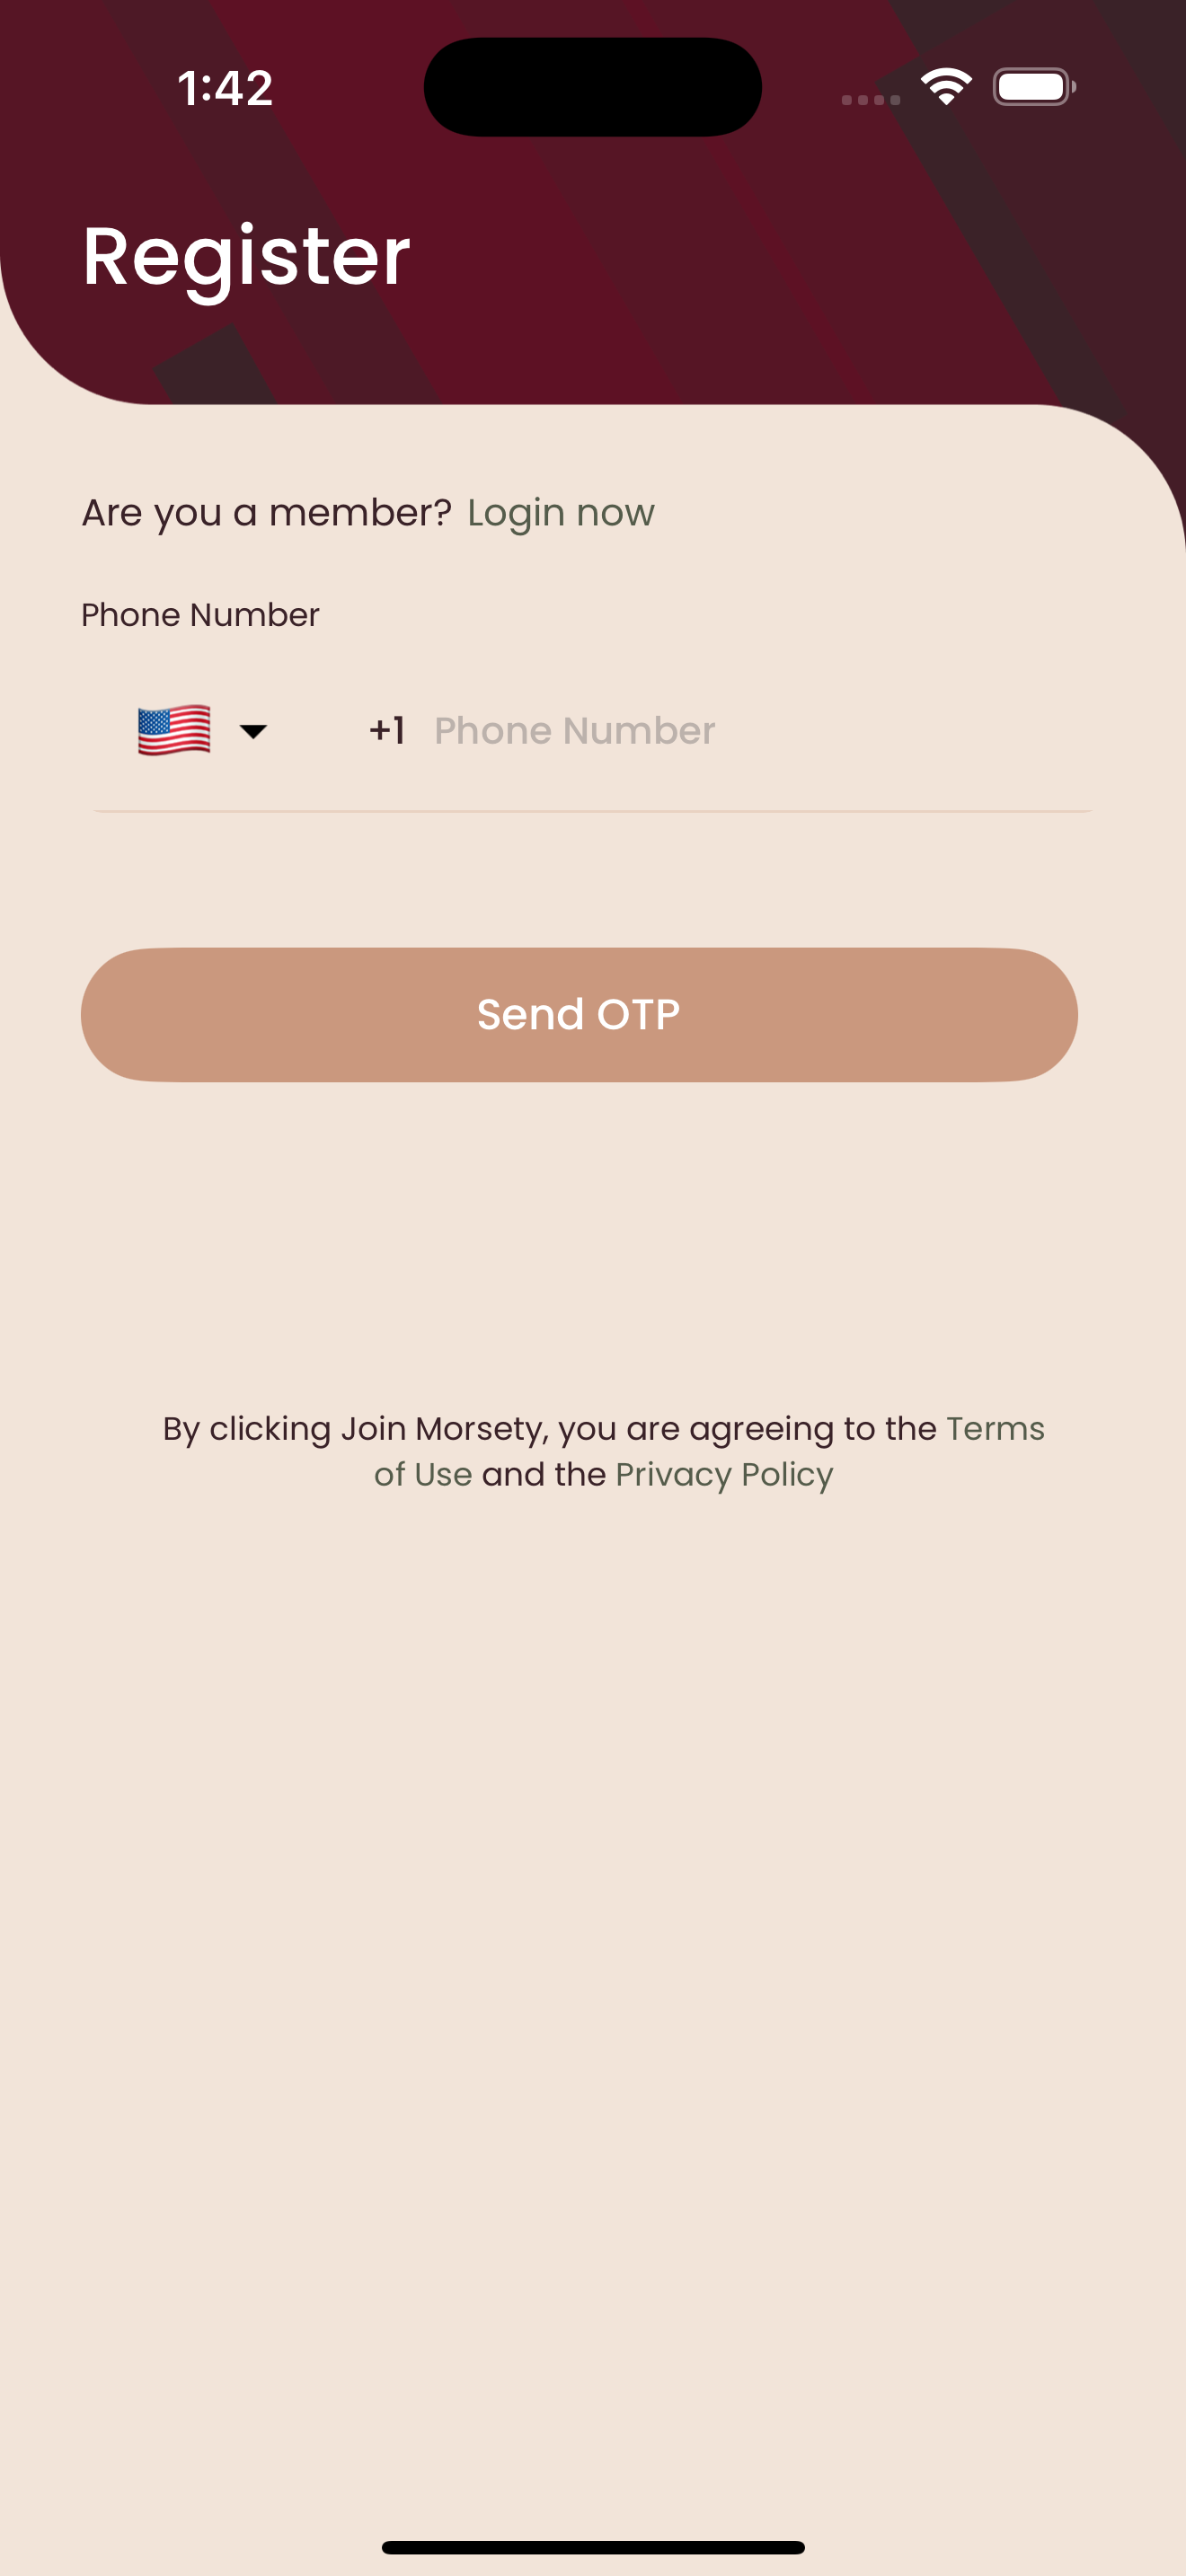 1:42
Register
Are you a member? Login now
Phone Number
+1 Phone Number
Send OTP
By clicking Join Morsety, you are agreeing to the Terms
of Use and the Privacy Policy